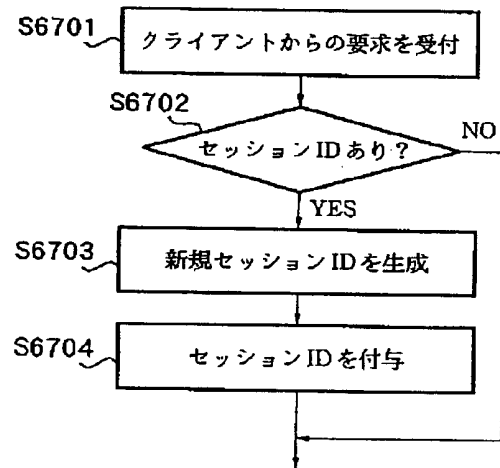 S6701
クライアントからの要求を受付
S6702
セッションIDあり?
NO
YES
S6703
新規セッションIDを生成
S6704
セッションIDを付与